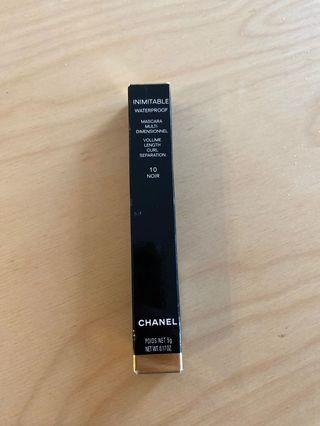 INIMITABLE
WATERPROOF
MASCARA
MULTI
DIMENSIONNEL
VOLUME
LENGTH
CURL
SEPARATION
10
NOIR
CHANEL
POIDS NET 5g
NET WT. 0.17 OZ.